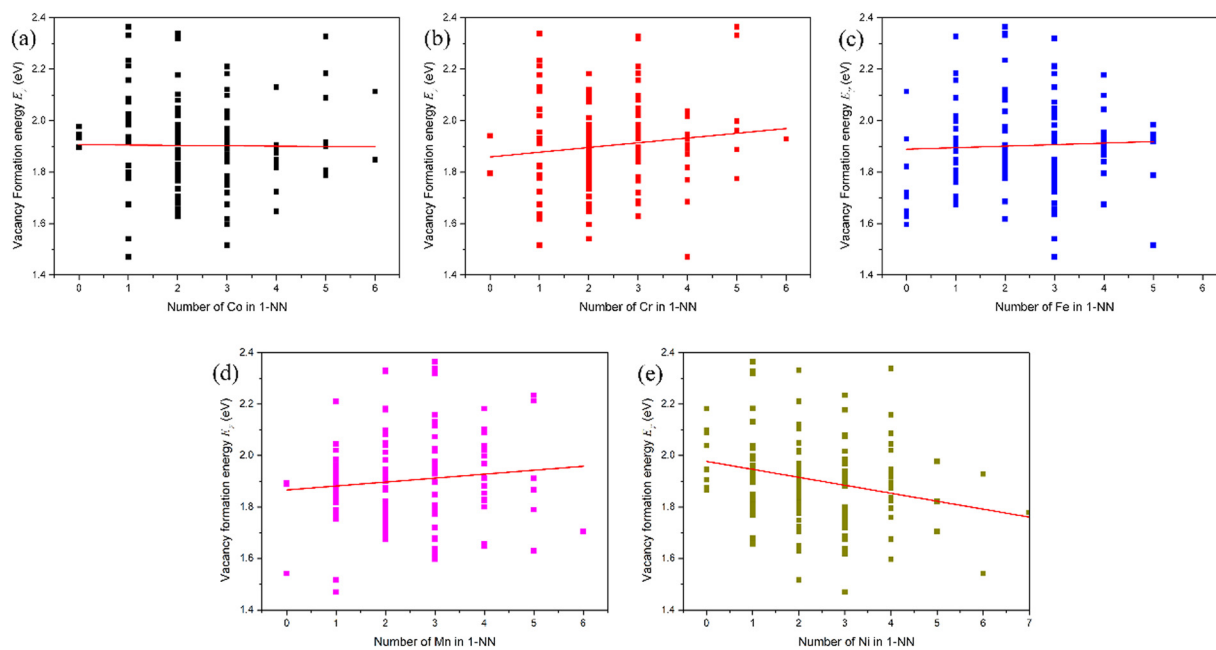 (a)
Vacancy Formation energy E_f (eV)
2.4
2.2
2.0
1.8
1.6
1.4
0 1 2 3 4 5 6
Number of Co in 1-NN
(b)
Vacancy Formation energy E_f (eV)
2.4
2.2
2.0
1.8
1.6
1.4
0 1 2 3 4 5 6
Number of Cr in 1-NN
(c)
Vacancy Formation energy (eV)
2.4
2.2
2.0
1.8
1.6
1.4
0 1 2 3 4 5 6
Number of Fe in 1-NN
(d)
Vacancy formation energy E_f (eV)
2.4
2.2
2.0
1.8
1.6
1.4
0 1 2 3 4 5 6
Number of Mn in 1-NN
(e)
Vacancy formation energy E_f (eV)
2.4
2.2
2.0
1.8
1.6
1.4
0 1 2 3 4 5 6 7
Number of Ni in 1-NN